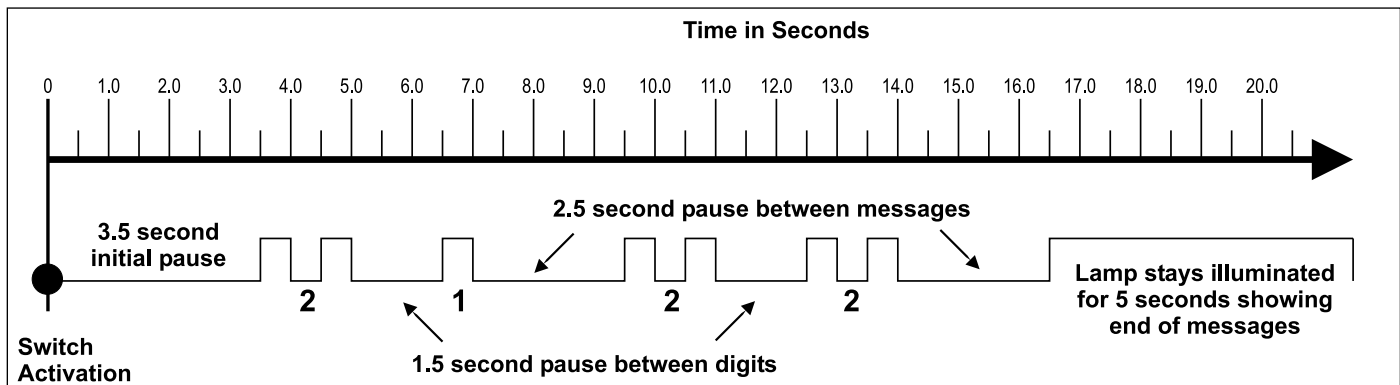 Time in Seconds
0 1.0 2.0 3.0 4.0 5.0 6.0 7.0 8.0 9.0 10.0 11.0 12.0 13.0 14.0 15.0 16.0 17.0 18.0 19.0 20.0
2.5 second pause between messages
3.5 second
initial pause
Lamp stays illuminated
for 5 seconds showing
end of messages
2 1 2 2
1.5 second pause between digits
Switch
Activation